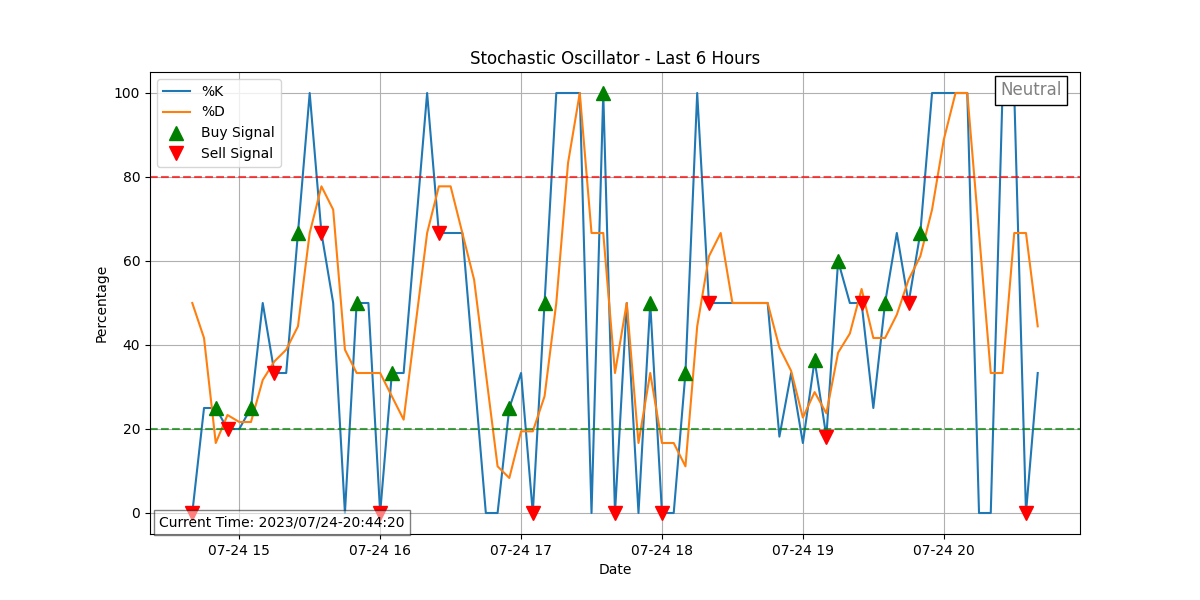 Stochastic Oscillator - Last 6 Hours
%K
%D
Buy Signal
Sell Signal
Neutral
100
80
60
40
20
0
Percentage
Current Time: 2023/07/24-20:44:20
07-24 15
07-24 16
07-24 17
07-24 18
07-24 19
07-24 20
Date